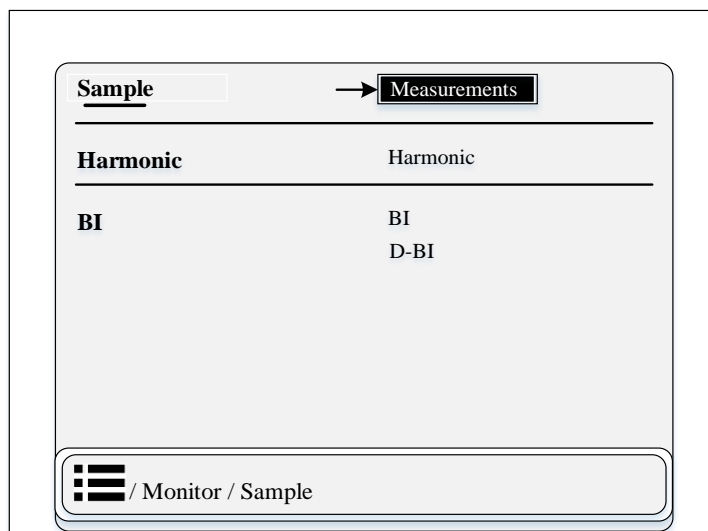 Sample Measurements
Harmonic Harmonic
BI BI
D-BI
/ Monitor / Sample